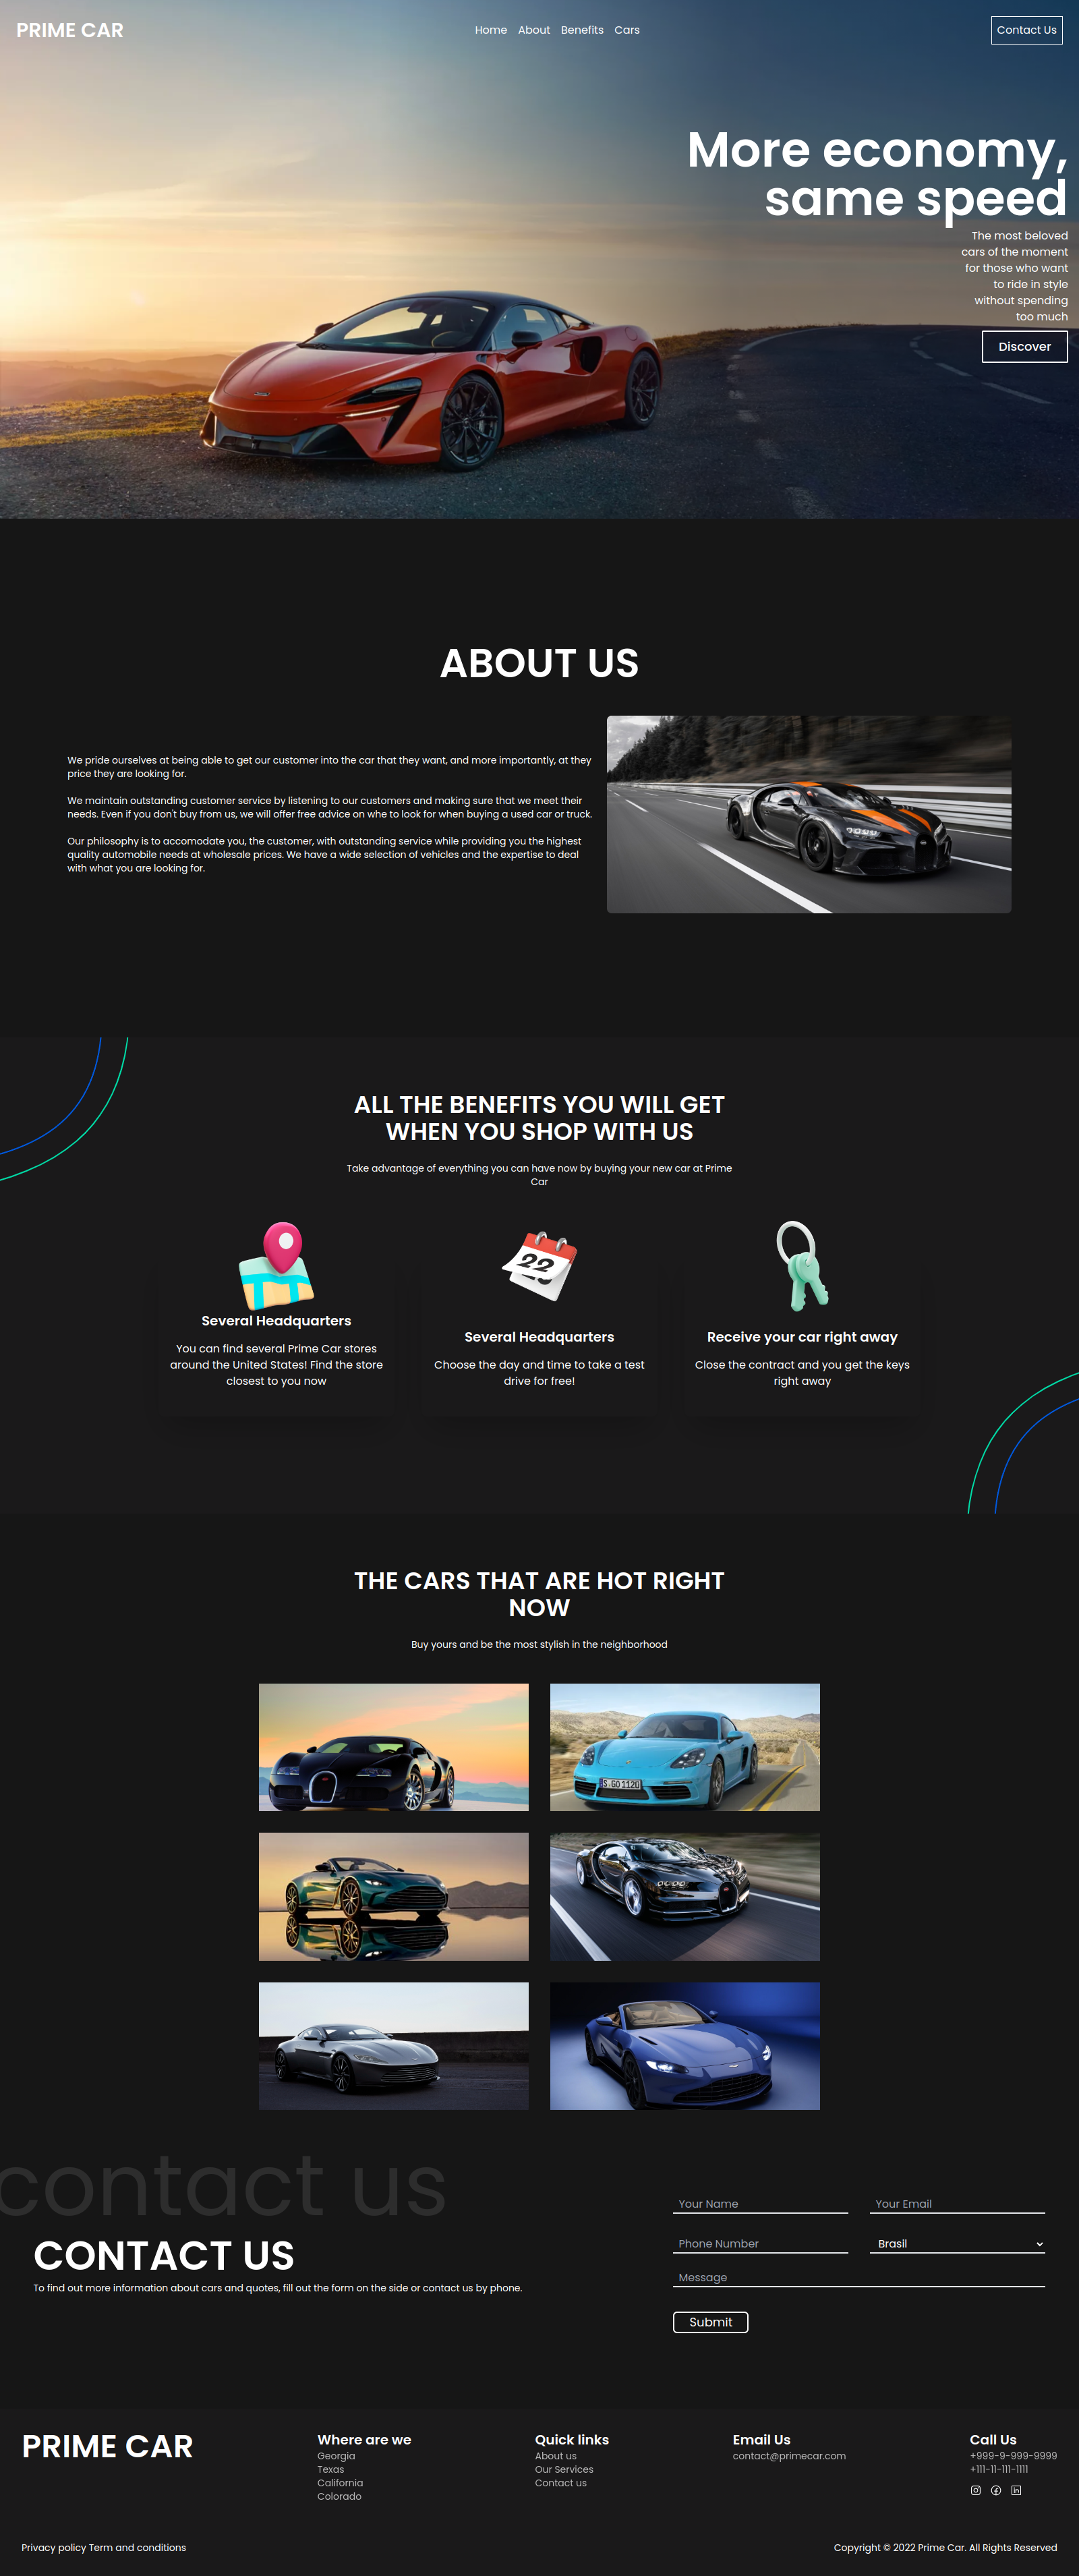 PRIME CAR
Home About Benefits Cars
Contact Us
More economy,
same speed
The most beloved
cars of the moment
for those who want
to ride in style
without spending
too much
Discover
ABOUT US
We pride ourselves at being able to get our customer into the car that they want, and more importantly, at they
price they are looking for.
We maintain outstanding customer service by listening to our customers and making sure that we meet their
needs. Even if you don't buy from us, we will offer free advice on whe to look for when buying a used car or truck.
Our philosophy is to accomodate you, the customer, with outstanding service while providing you the highest
quality automobile needs at wholesale prices. We have a wide selection of vehicles and the expertise to deal
with what you are looking for.
ALL THE BENEFITS YOU WILL GET
WHEN YOU SHOP WITH US
Take advantage of everything you can have now by buying your new car at Prime
Car
22
Several Headquarters
You can find several Prime Car stores
around the United States! Find the store
closest to you now
Several Headquarters
Choose the day and time to take a test
drive for free!
Receive your car right away
Close the contract and you get the keys
right away
THE CARS THAT ARE HOT RIGHT
NOW
Buy yours and be the most stylish in the neighborhood
S GO 1120
contact us
CONTACT US
To find out more information about cars and quotes, fill out the form on the side or contact us by phone.
Your Name
Your Email
Phone Number
Brasil
Message
Submit
PRIME CAR
Where are we
Georgia
Texas
California
Colorado
Quick links
About us
Our Services
Contact us
Email Us
contact@primecar.com
Call Us
+999-9-999-9999
+111-11-111-1111
Privacy policy Term and conditions
Copyright © 2022 Prime Car. All Rights Reserved